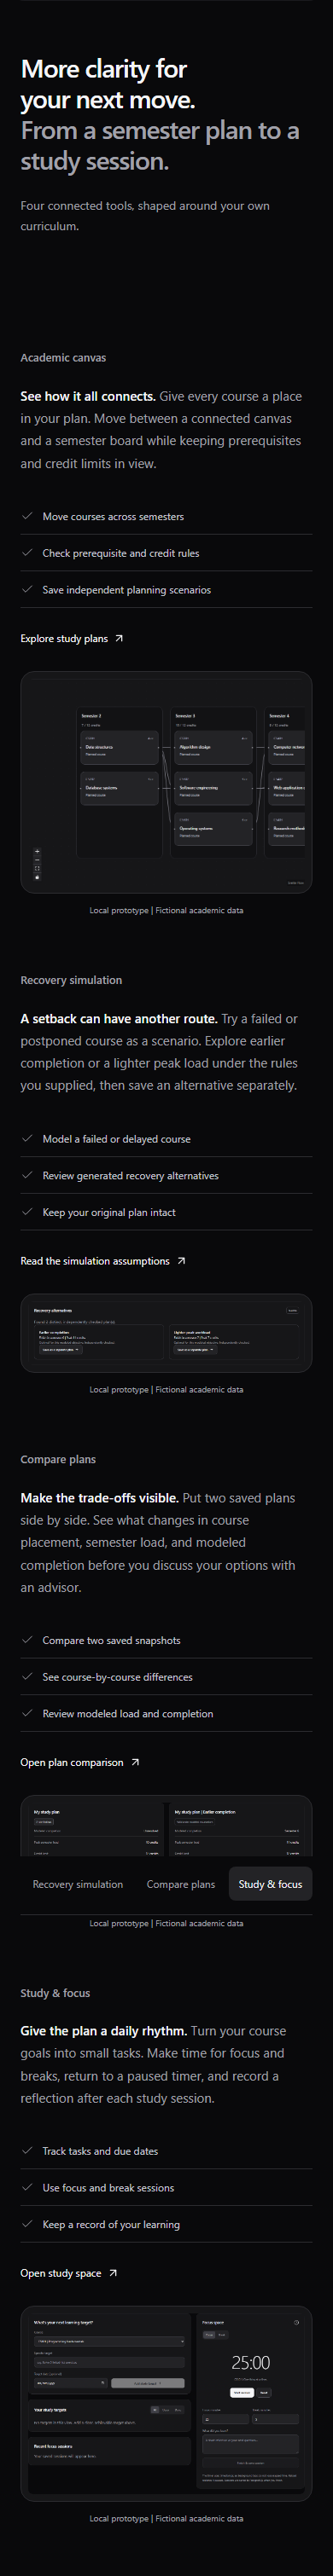 More clarity for
your next move.
From a semester plan to a
study session.
Four connected tools, shaped around your own
curriculum.
Academic canvas
See how it all connects. Give every course a place
in your plan. Move between a connected canvas
and a semester board while keeping prerequisites
and credit limits in view.
Move courses across semesters
Check prerequisite and credit rules
Save independent planning scenarios
Explore study plans
Semester 2
Semester 3
Semester 4
Data structures
Algorithm design
Database systems
Software engineering
Operating systems
Local prototype | Fictional academic data
Recovery simulation
A setback can have another route. Try a failed or
postponed course as a scenario. Explore earlier
completion or a lighter peak load under the rules
you supplied, then save an alternative separately.
Model a failed or delayed course
Review generated recovery alternatives
Keep your original plan intact
Read the simulation assumptions
Recovery alternatives
Earlier completion
Lighter peak workload
Local prototype | Fictional academic data
Compare plans
Make the trade-offs visible. Put two saved plans
side by side. See what changes in course
placement, semester load, and modeled
completion before you discuss your options with
an advisor.
Compare two saved snapshots
See course-by-course differences
Review modeled load and completion
Open plan comparison
My study plan
My study plan | Earlier completion
Recovery simulation
Compare plans
Study & focus
Local prototype | Fictional academic data
Study & focus
Give the plan a daily rhythm. Turn your course
goals into small tasks. Make time for focus and
breaks, return to a paused timer, and record a
reflection after each study session.
Track tasks and due dates
Use focus and break sessions
Keep a record of your learning
Open study space
What's your next learning target?
Focus space
25:00
Your study targets
Recent focus sessions
Local prototype | Fictional academic data